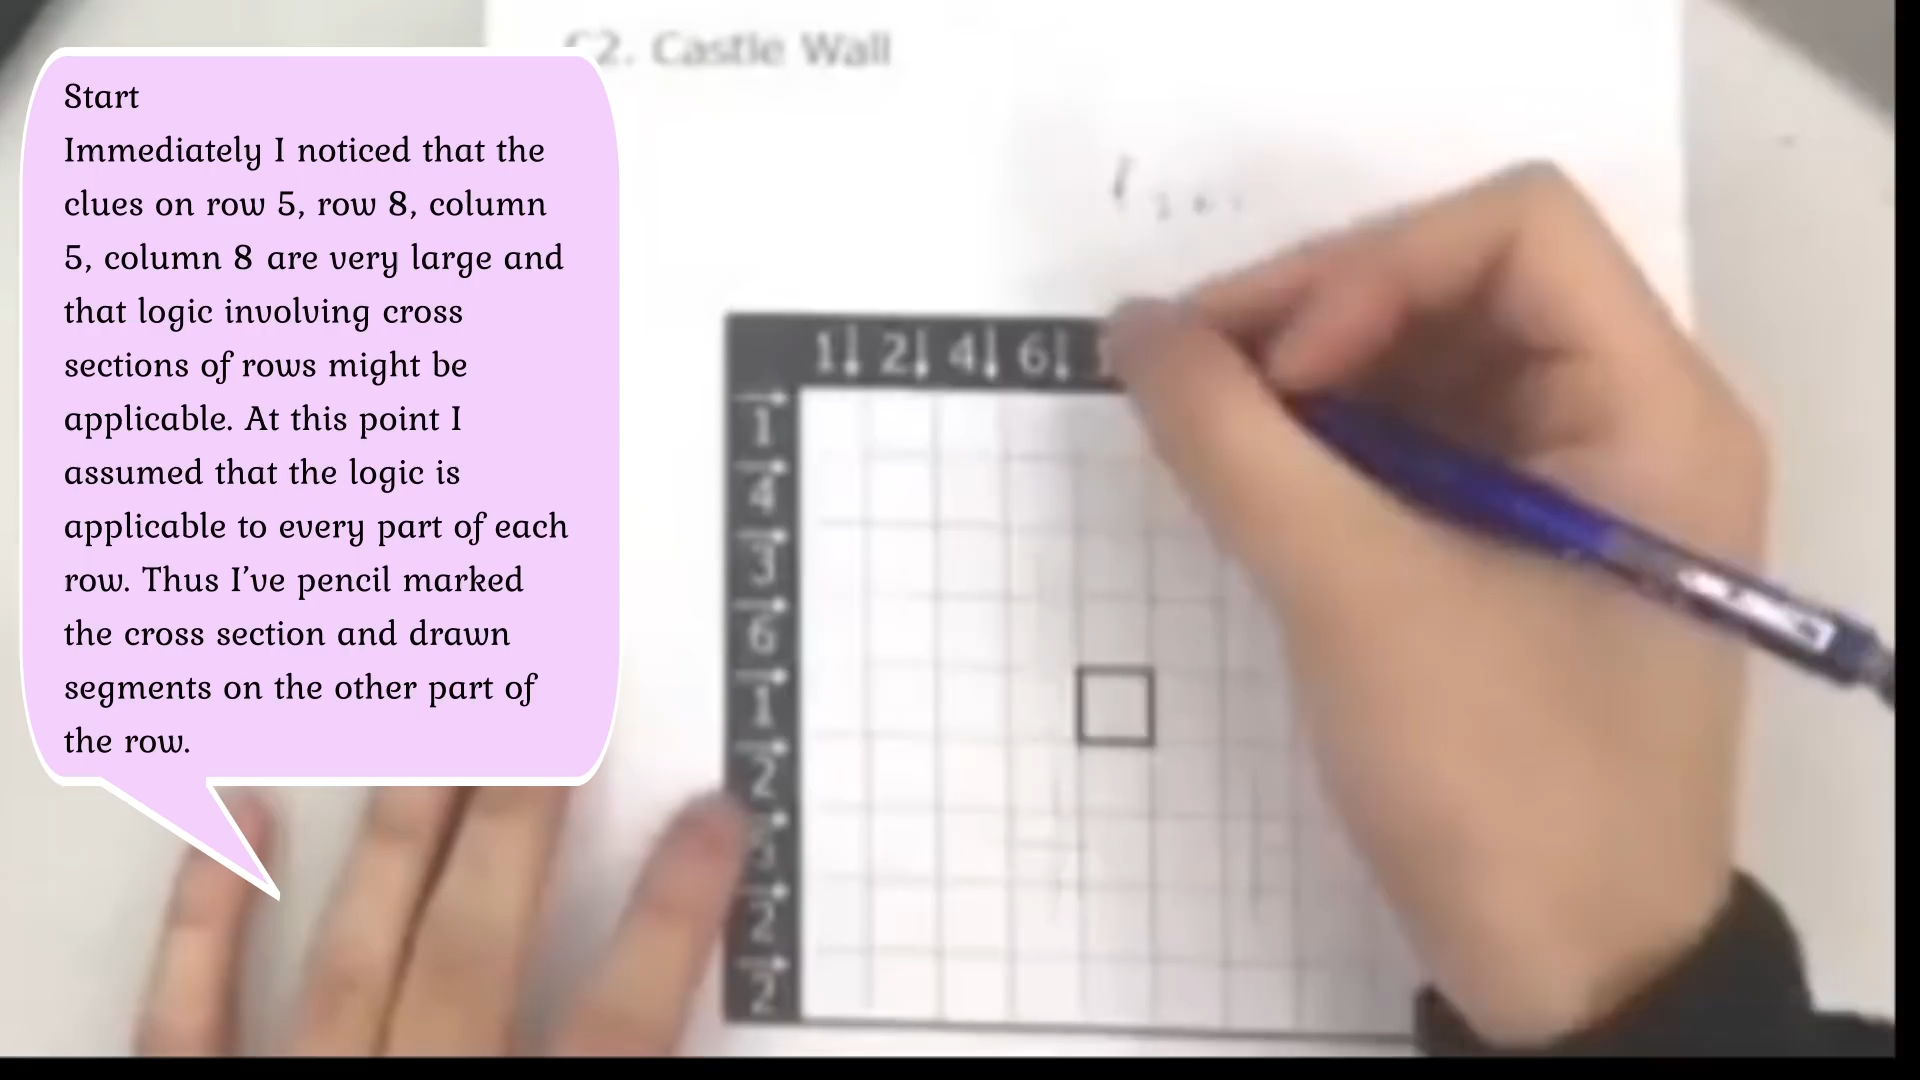 C2. Castle Wall
Start
Immediately I noticed that the
clues on row 5, row 8, column
5, column 8 are very large and
that logic involving cross
sections of rows might be
applicable. At this point I
assumed that the logic is
applicable to every part of each
row. Thus I've pencil marked
the cross section and drawn
segments on the other part of
the row.
1↓ 2↓ 4↓ 6↓
→ 1
→ 4
→ 3
→ 6
→ 1
→ 2
→ 5
→ 2
→ 2